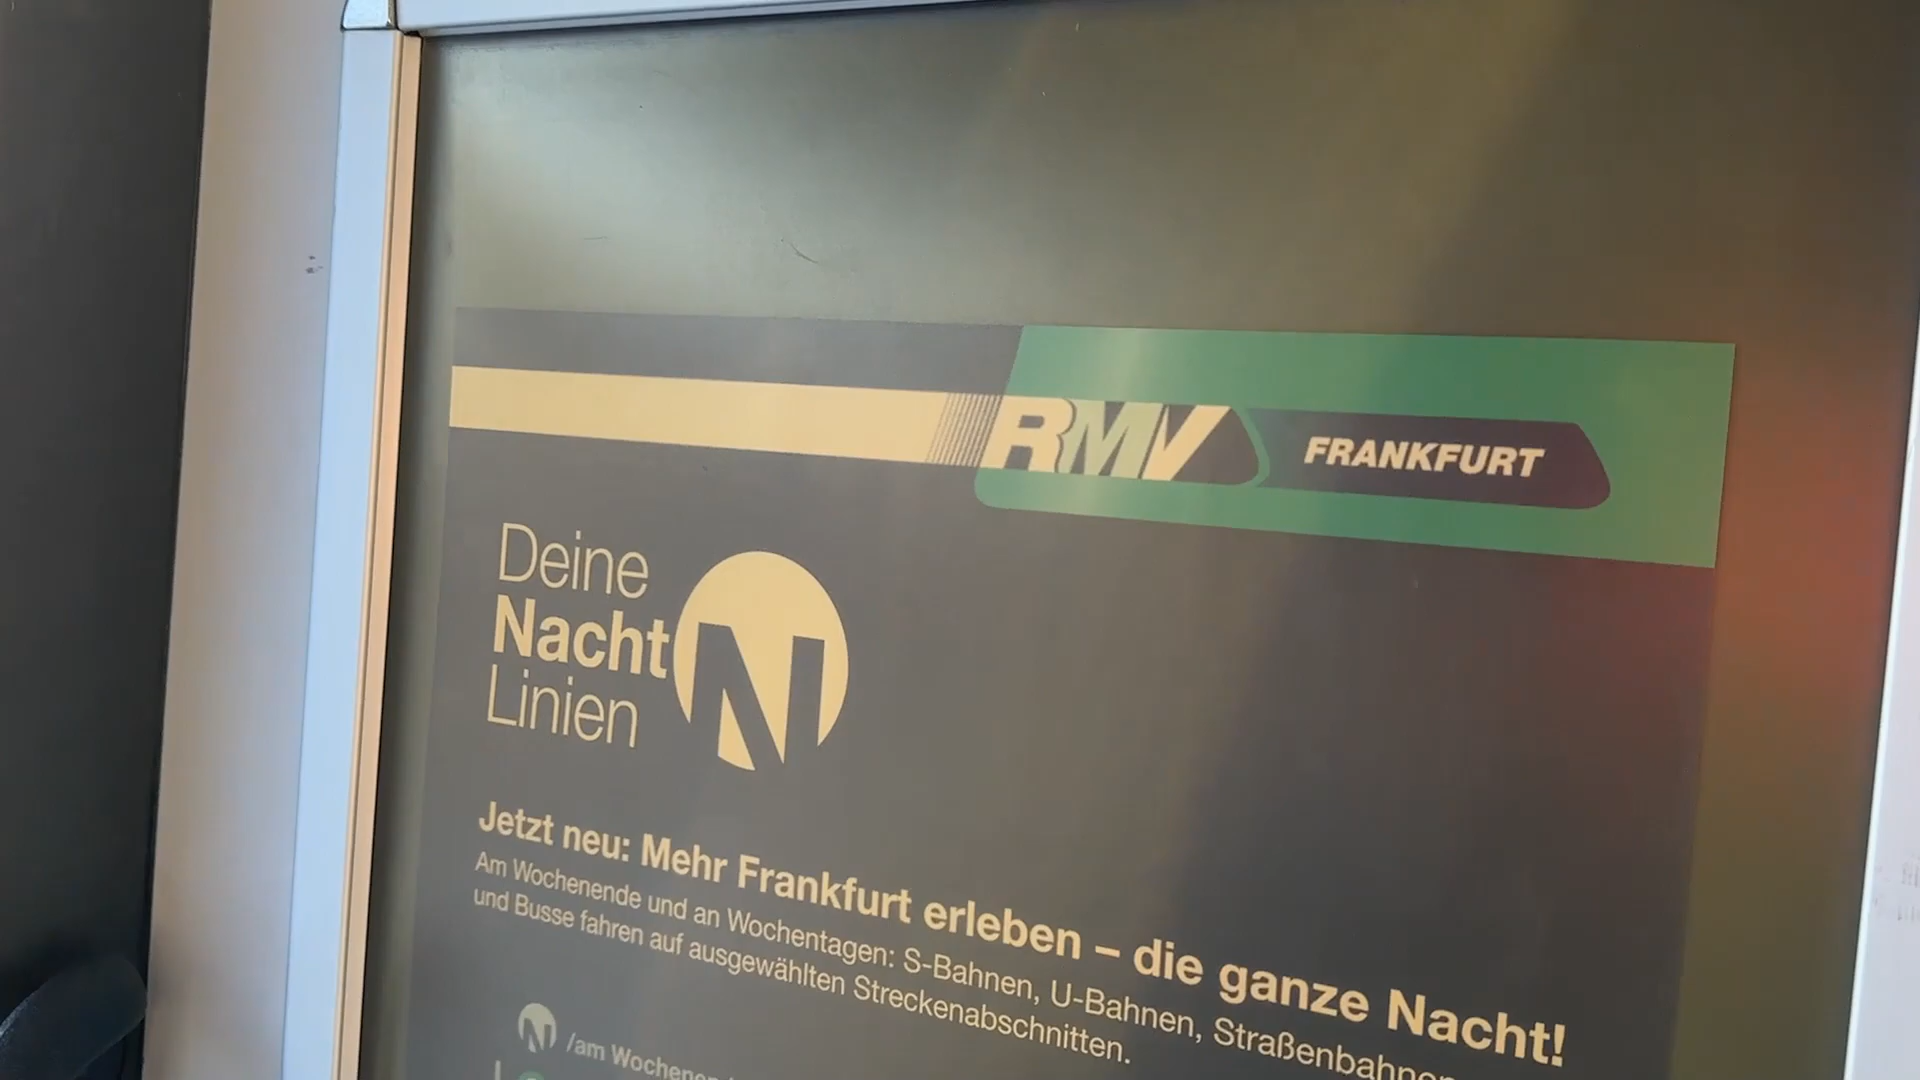 RMV FRANKFURT
Deine
Nacht
Linien
N
Jetzt neu: Mehr Frankfurt erleben – die ganze Nacht!
Am Wochenende und an Wochentagen: S-Bahnen, U-Bahnen, Straßenbahnen
und Busse fahren auf ausgewählten Streckenabschnitten.
N /am